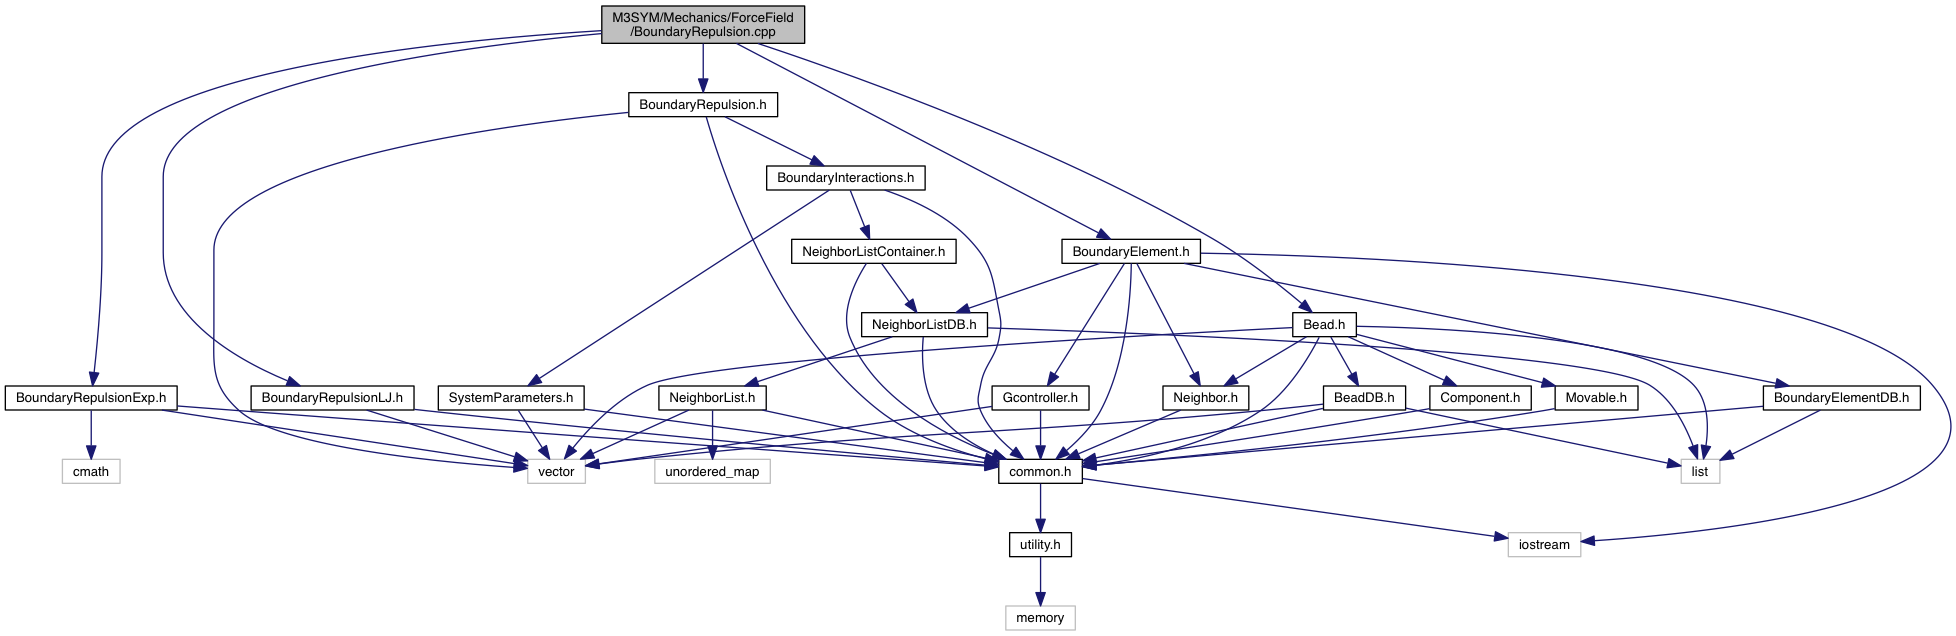 M3SYM/Mechanics/ForceField
/BoundaryRepulsion.cpp
BoundaryRepulsion.h
BoundaryInteractions.h
NeighborListContainer.h
BoundaryElement.h
NeighborListDB.h
Bead.h
BoundaryRepulsionExp.h
BoundaryRepulsionLJ.h
SystemParameters.h
NeighborList.h
Gcontroller.h
Neighbor.h
BeadDB.h
Component.h
Movable.h
BoundaryElementDB.h
cmath
vector
unordered_map
common.h
list
utility.h
iostream
memory